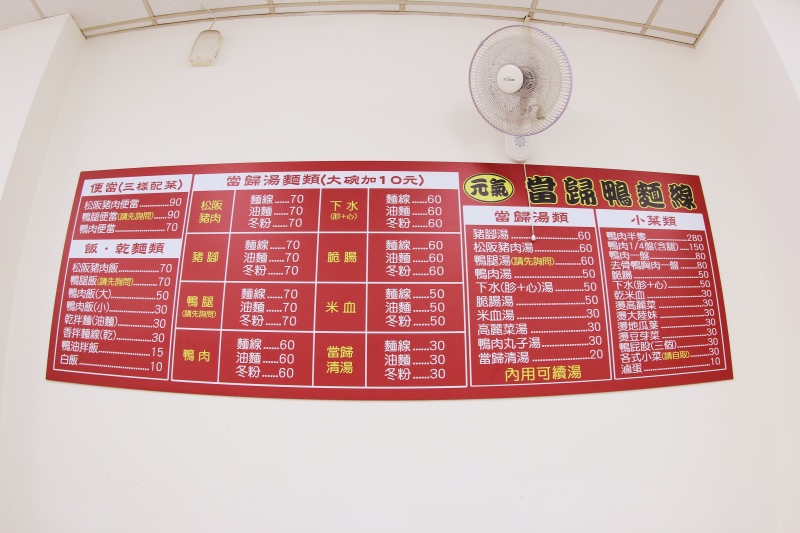 便當(三樣配菜)
松阪豬肉便當............90
鴨腿便當(請先詢問)......90
鴨肉便當............70
飯·乾麵類
松阪豬肉飯............70
鴨腿飯(請先詢問)......70
鴨肉飯(大)............50
鴨肉飯(小)............30
乾拌麵(油麵)............30
香拌麵線(乾)............30
鴨油拌飯............15
白飯............10
當歸湯麵類(大碗加10元)
松阪豬肉
麵線......70
油麵......70
冬粉......70
下水(胗+心)
麵線......60
油麵......60
冬粉......60
豬腳
麵線......70
油麵......70
冬粉......70
脆腸
麵線......60
油麵......60
冬粉......60
鴨腿(請先詢問)
麵線......70
油麵......70
冬粉......70
米血
麵線......50
油麵......50
冬粉......50
鴨肉
麵線......60
油麵......60
冬粉......60
當歸清湯
麵線......30
油麵......30
冬粉......30
元氣 當歸鴨麵線
當歸湯類
豬腳湯............60
松阪豬肉湯............60
鴨腿湯(請先詢問)......60
鴨肉湯............50
下水(胗+心)湯............50
脆腸湯............50
米血湯............30
高麗菜湯............30
鴨肉丸子湯............30
當歸清湯............20
內用可續湯
小菜類
鴨肉半隻............280
鴨肉1/4盤(含腿)......150
鴨肉一盤............80
去骨鴨胸肉一盤......80
脆腸............50
下水(胗+心)............50
乾米血............30
燙高麗菜............30
燙大陸妹............30
燙地瓜葉............30
燙豆芽菜............30
鴨屁股(三個)............30
各式小菜(請自取)......30
滷蛋............10